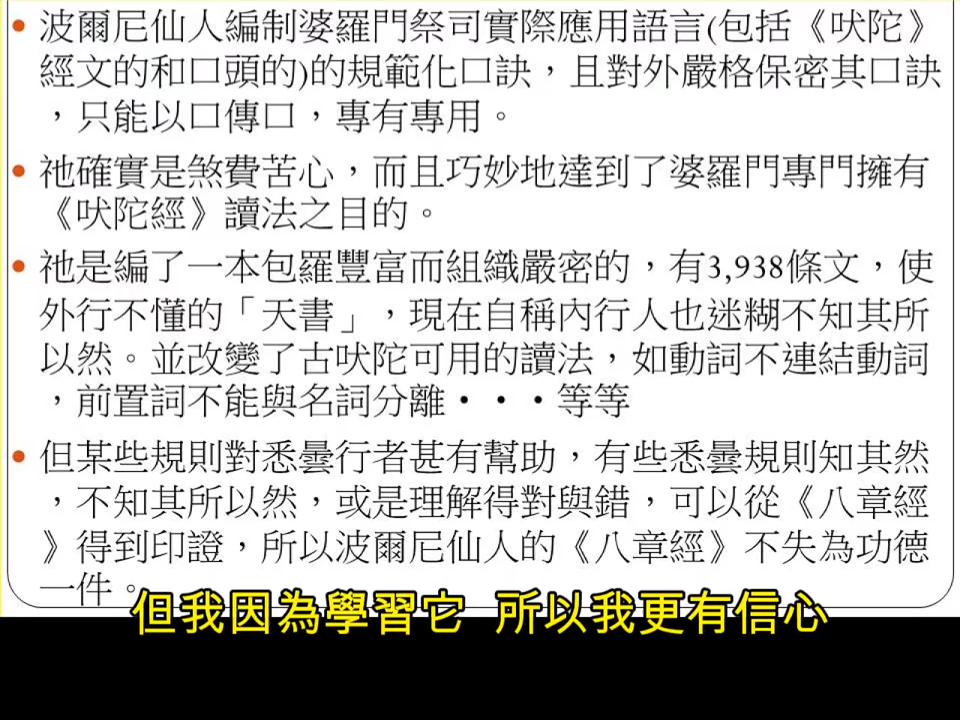 • 波爾尼仙人編制婆羅門祭司實際應用語言(包括《吠陀》
經文的和口頭的)的規範化口訣，且對外嚴格保密其口訣
，只能以口傳口，專有專用。
• 祂確實是煞費苦心，而且巧妙地達到了婆羅門專門擁有
《吠陀經》讀法之目的。
• 祂是編了一本包羅豐富而組織嚴密的，有3,938條文，使
外行不懂的「天書」，現在自稱內行人也迷糊不知其所
以然。並改變了古吠陀可用的讀法，如動詞不連結動詞
，前置詞不能與名詞分離・・・等等
• 但某些規則對悉曇行者甚有幫助，有些悉曇規則知其然
，不知其所以然，或是理解得對與錯，可以從《八章經
》得到印證，所以波爾尼仙人的《八章經》不失為功德
一件。
但我因為學習它 所以我更有信心